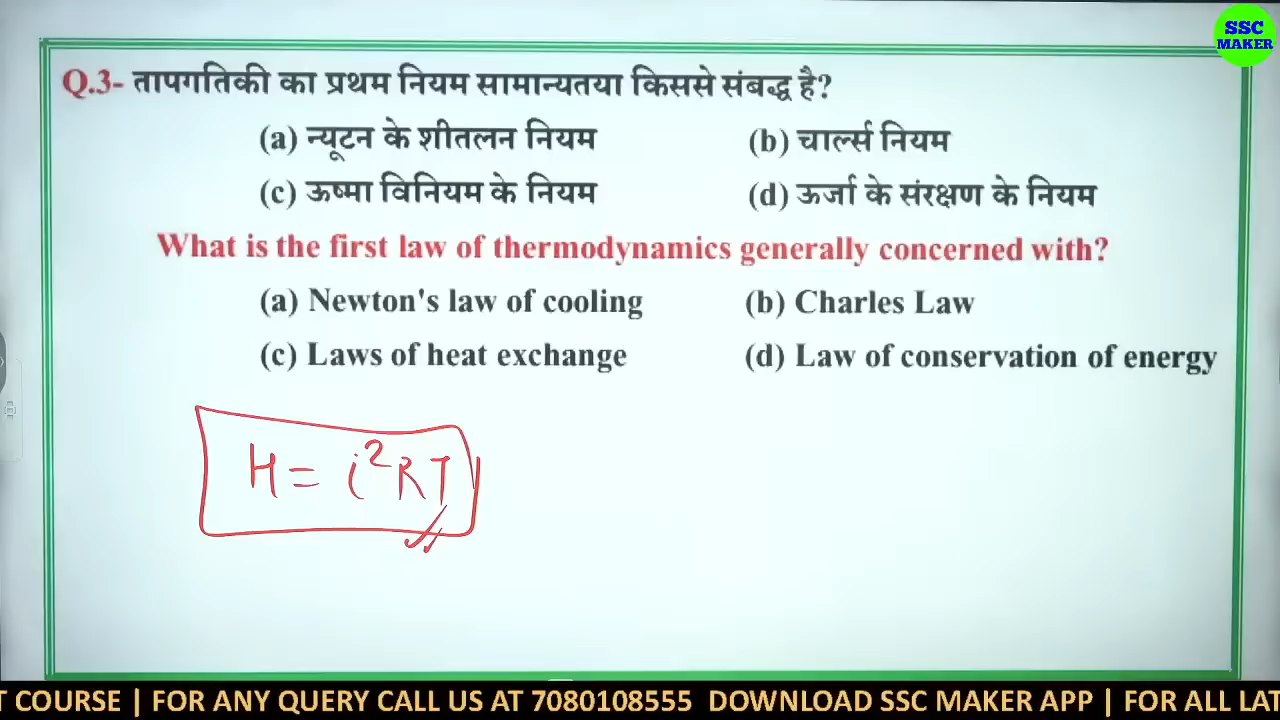 SSC
MAKER
Q.3- तापगतिकी का प्रथम नियम सामान्यतया किससे संबद्ध है?
(a) न्यूटन के शीतलन नियम (b) चार्ल्स नियम
(c) ऊष्मा विनियम के नियम (d) ऊर्जा के संरक्षण के नियम
What is the first law of thermodynamics generally concerned with?
(a) Newton's law of cooling (b) Charles Law
(c) Laws of heat exchange (d) Law of conservation of energy
H = i²RT
T COURSE | FOR ANY QUERY CALL US AT 7080108555 DOWNLOAD SSC MAKER APP | FOR ALL LAT